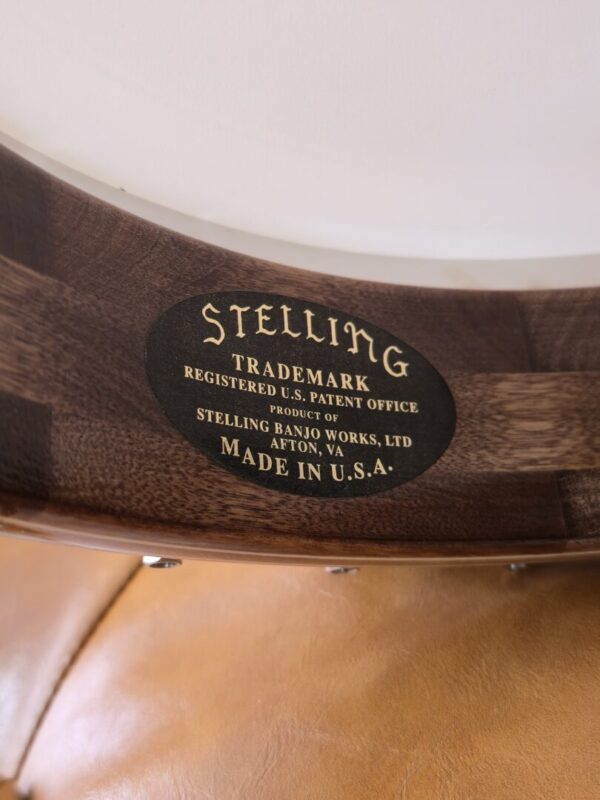 STELLING
TRADEMARK
REGISTERED U.S. PATENT OFFICE
PRODUCT OF
STELLING BANJO WORKS, LTD
AFTON, VA
MADE IN U.S.A.